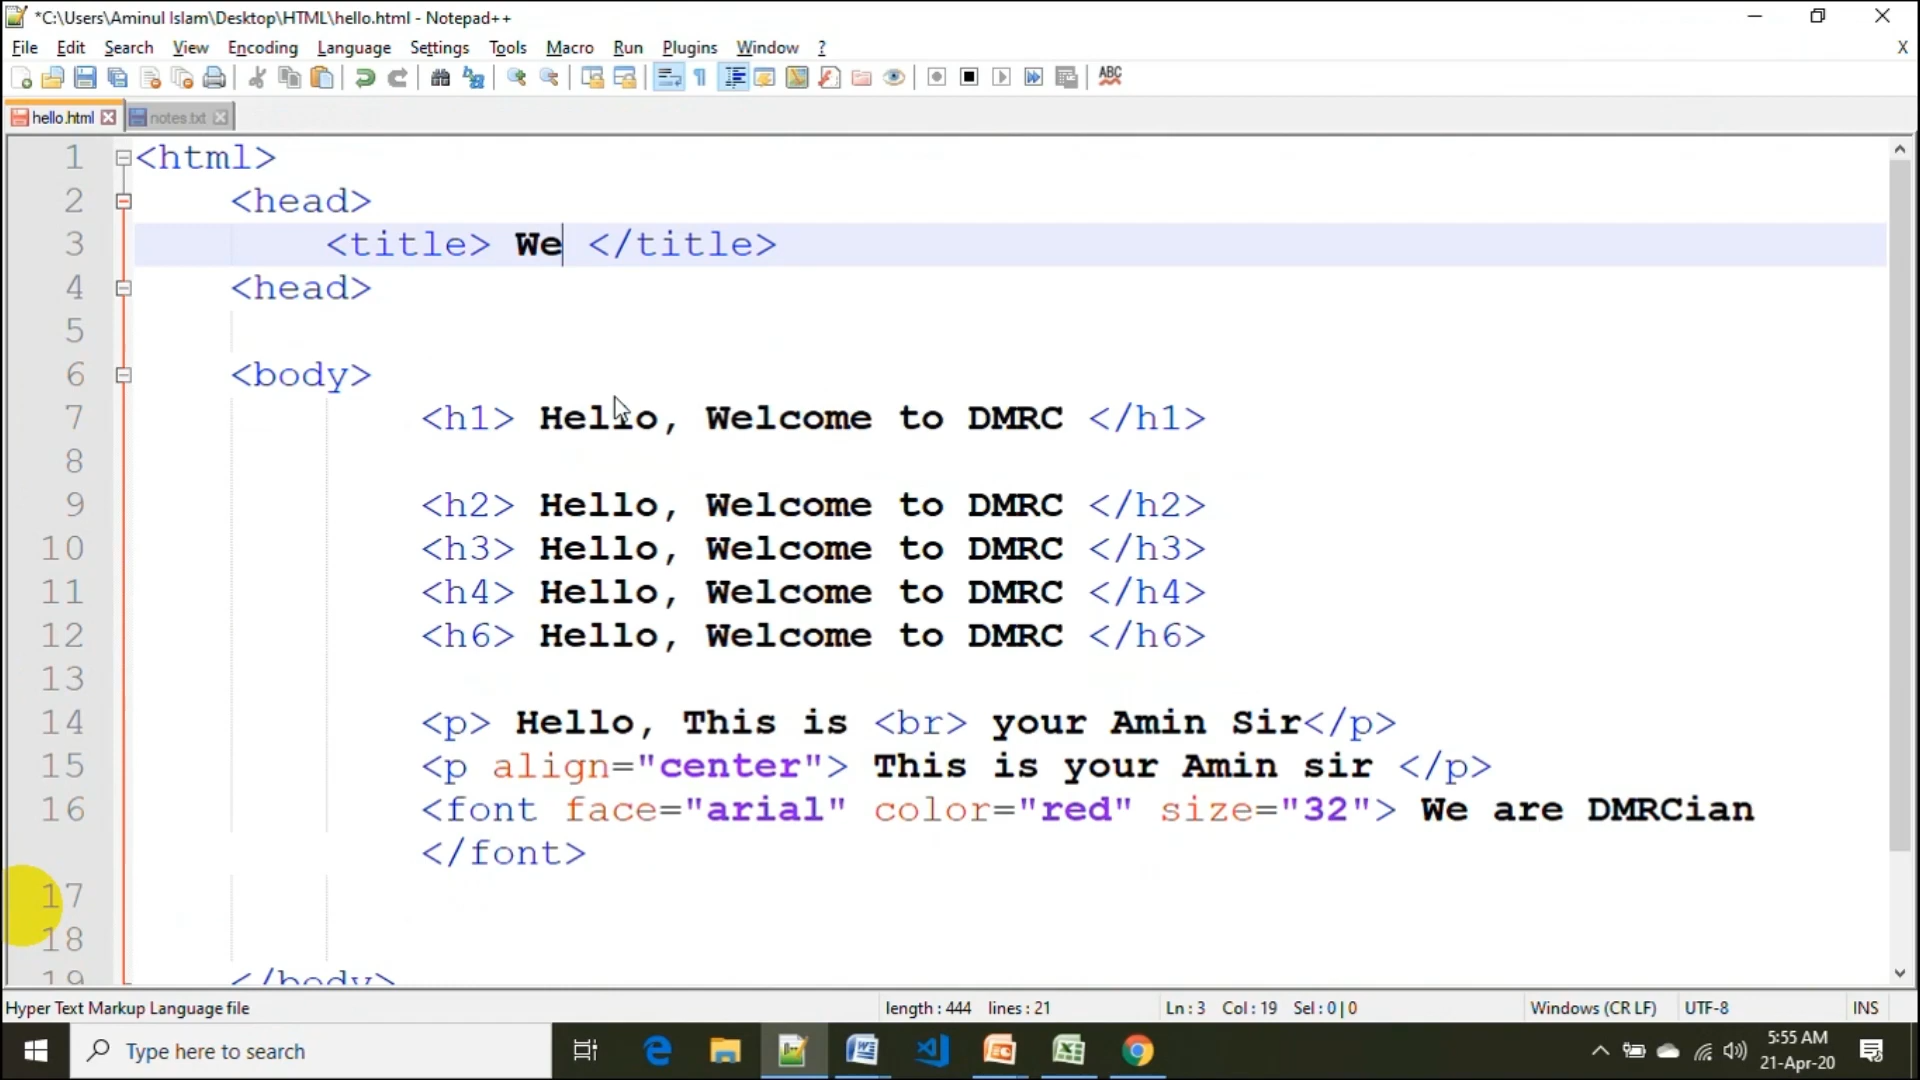 *C:\Users\Aminul Islam\Desktop\HTML\hello.html - Notepad++
File Edit Search View Encoding Language Settings Tools Macro Run Plugins Window ? X
ABC
hello.html notes.txt
1 <html>
2 <head>
3 <title> We </title>
4 <head>
5
6 <body>
7 <h1> Hello, Welcome to DMRC </h1>
8
9 <h2> Hello, Welcome to DMRC </h2>
10 <h3> Hello, Welcome to DMRC </h3>
11 <h4> Hello, Welcome to DMRC </h4>
12 <h6> Hello, Welcome to DMRC </h6>
13
14 <p> Hello, This is <br> your Amin Sir</p>
15 <p align="center"> This is your Amin sir </p>
16 <font face="arial" color="red" size="32"> We are DMRCian
</font>
17
18
19 </body>
Hyper Text Markup Language file length : 444 lines : 21 Ln : 3 Col : 19 Sel : 0 | 0 Windows (CR LF) UTF-8 INS
Type here to search
5:55 AM
21-Apr-20